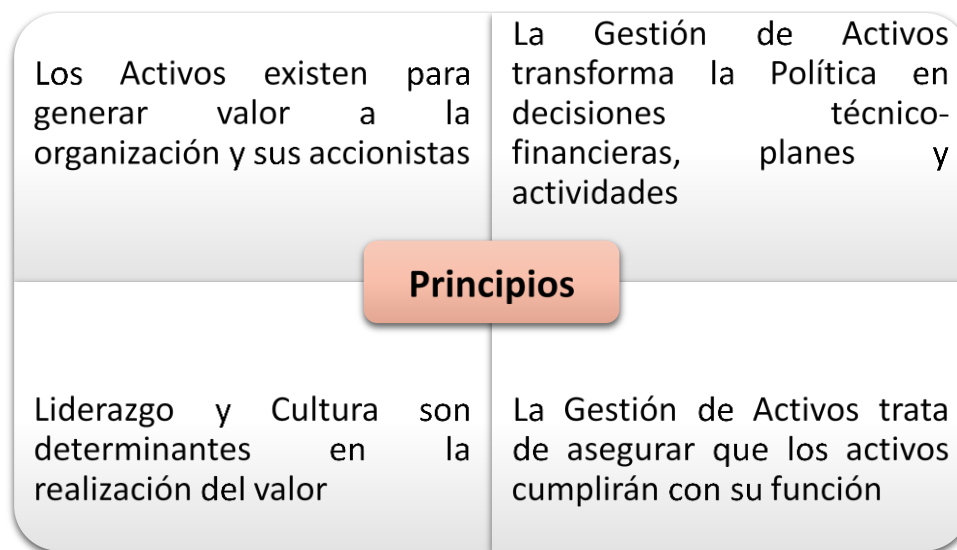 Los Activos existen para
generar valor a la
organización y sus accionistas
La Gestión de Activos
transforma la Política en
decisiones técnico-
financieras, planes y
actividades
Principios
Liderazgo y Cultura son
determinantes en la
realización del valor
La Gestión de Activos trata
de asegurar que los activos
cumplirán con su función